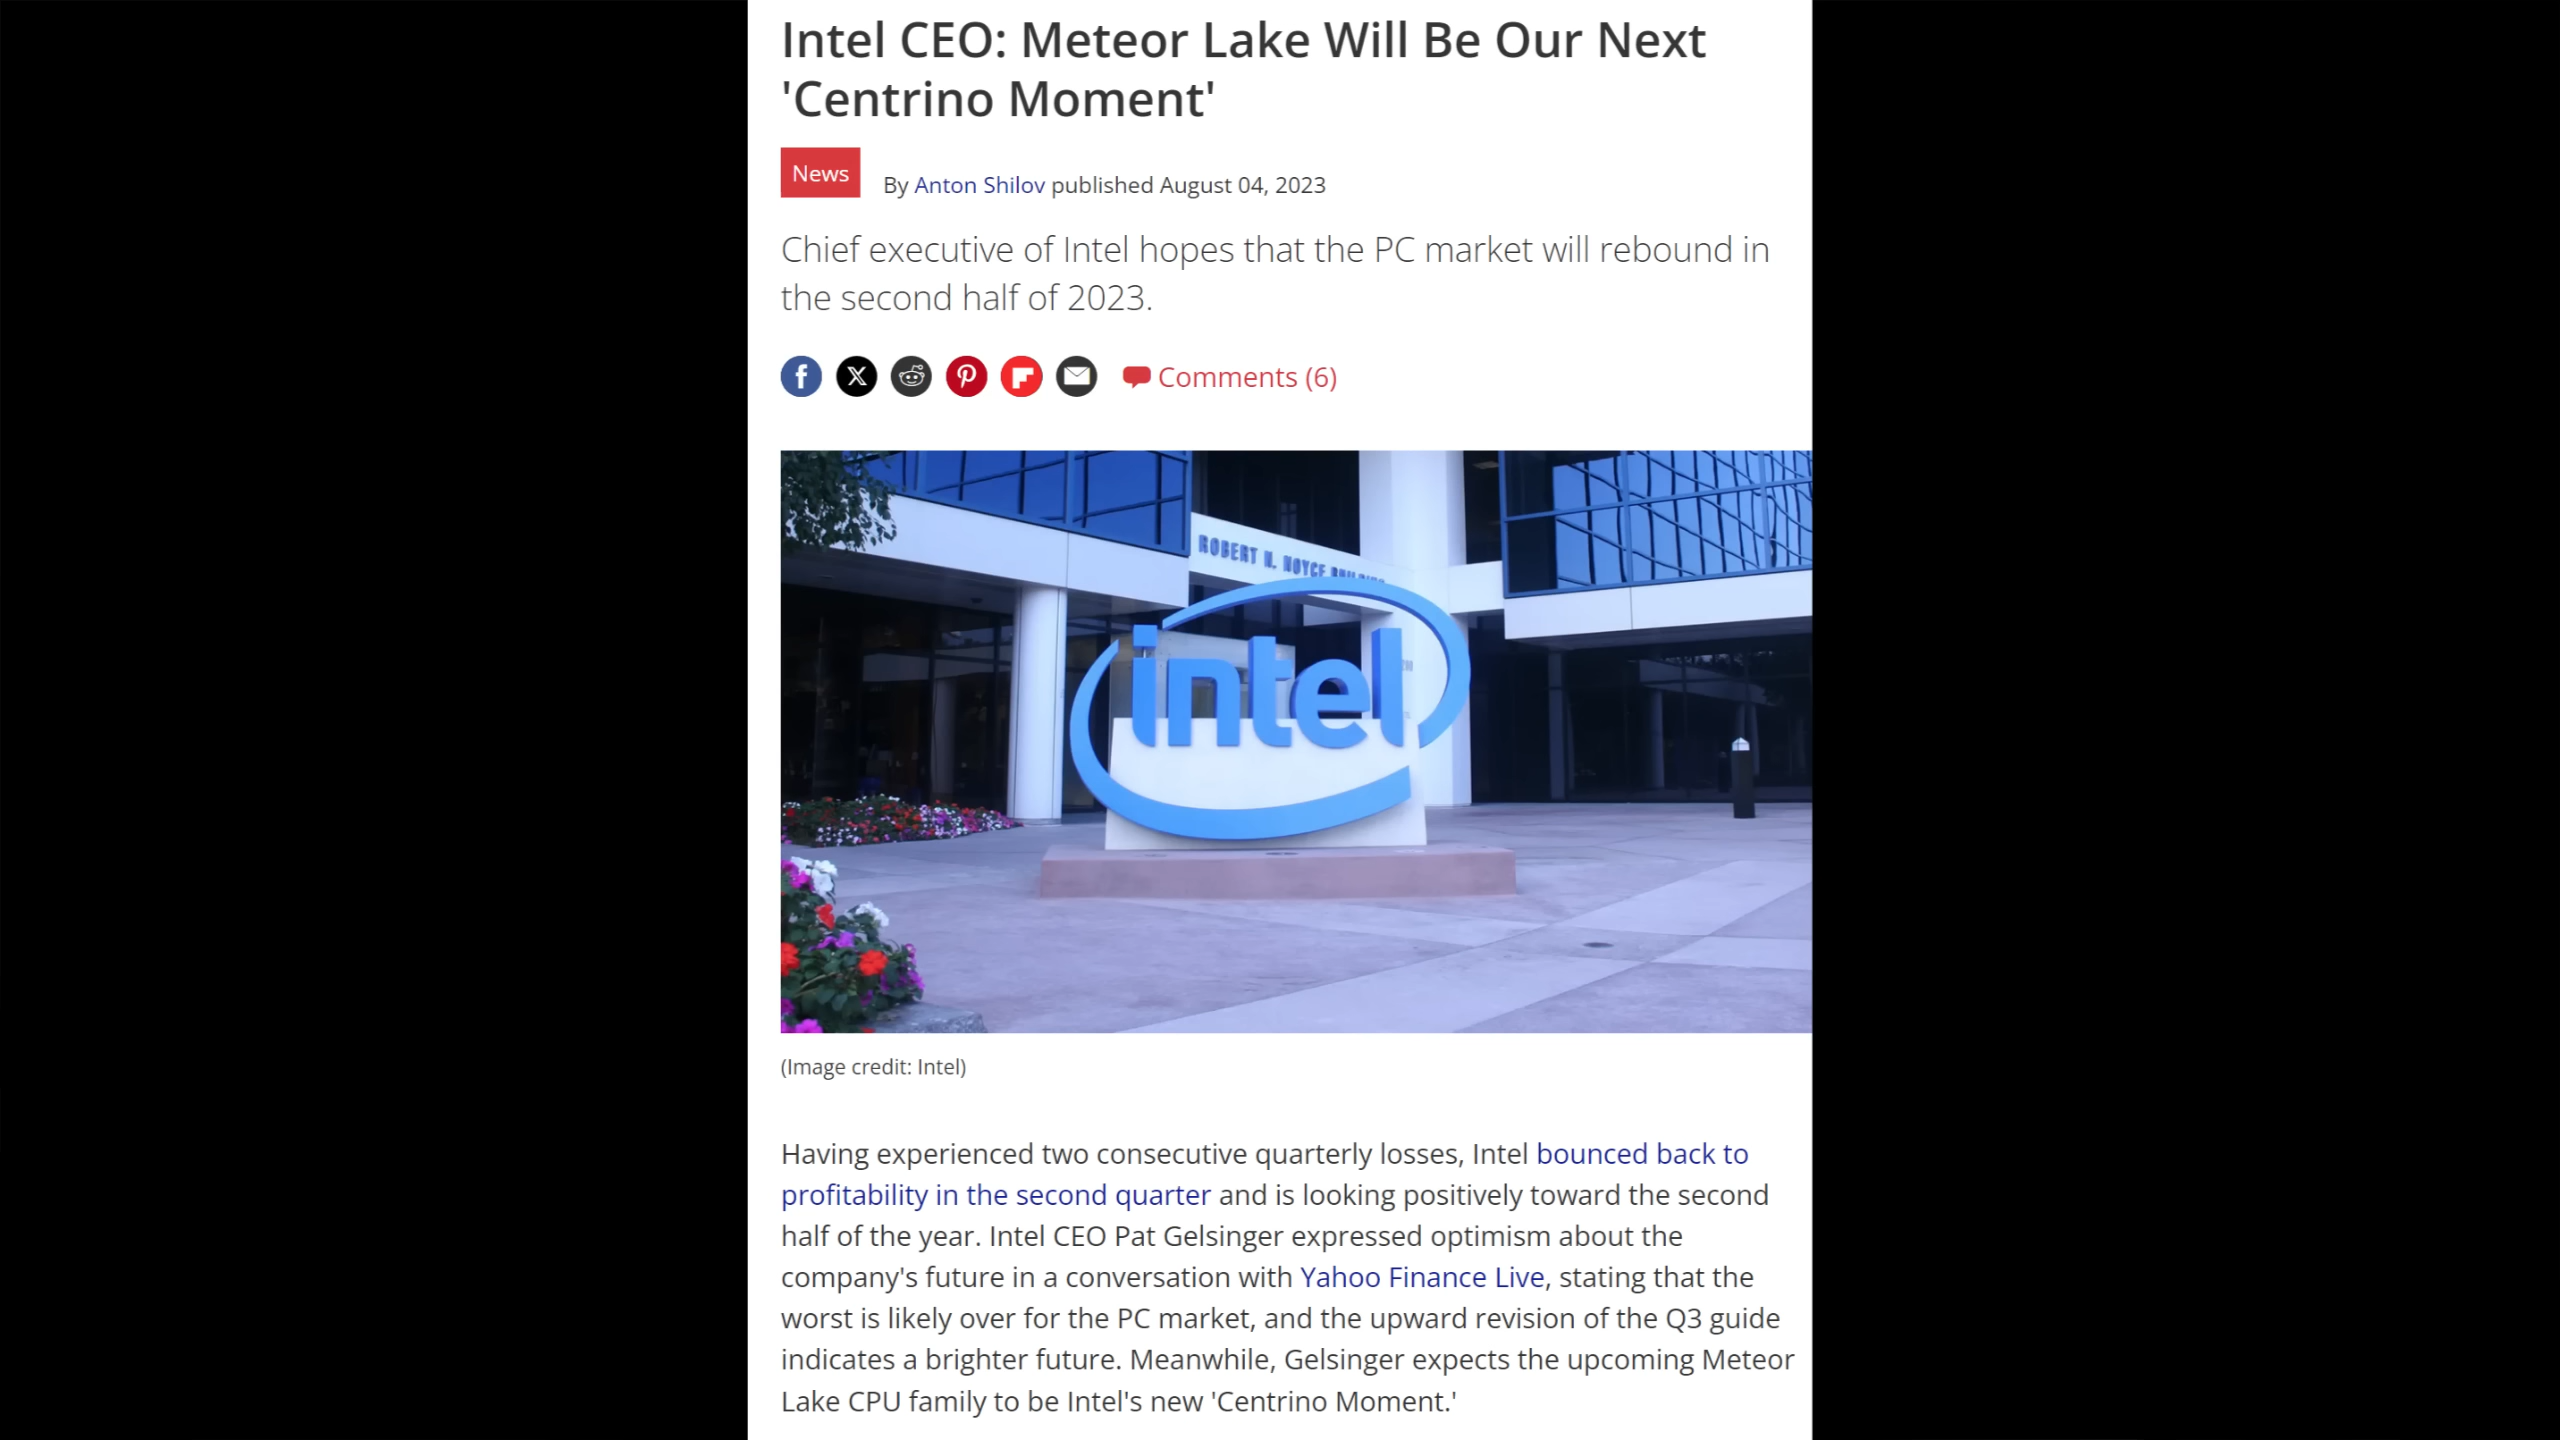 Intel CEO: Meteor Lake Will Be Our Next
'Centrino Moment'
News
By Anton Shilov published August 04, 2023
Chief executive of Intel hopes that the PC market will rebound in
the second half of 2023.
Comments (6)
ROBERT N. NOYCE BUILDING
intel
(Image credit: Intel)
Having experienced two consecutive quarterly losses, Intel bounced back to
profitability in the second quarter and is looking positively toward the second
half of the year. Intel CEO Pat Gelsinger expressed optimism about the
company's future in a conversation with Yahoo Finance Live, stating that the
worst is likely over for the PC market, and the upward revision of the Q3 guide
indicates a brighter future. Meanwhile, Gelsinger expects the upcoming Meteor
Lake CPU family to be Intel's new 'Centrino Moment.'